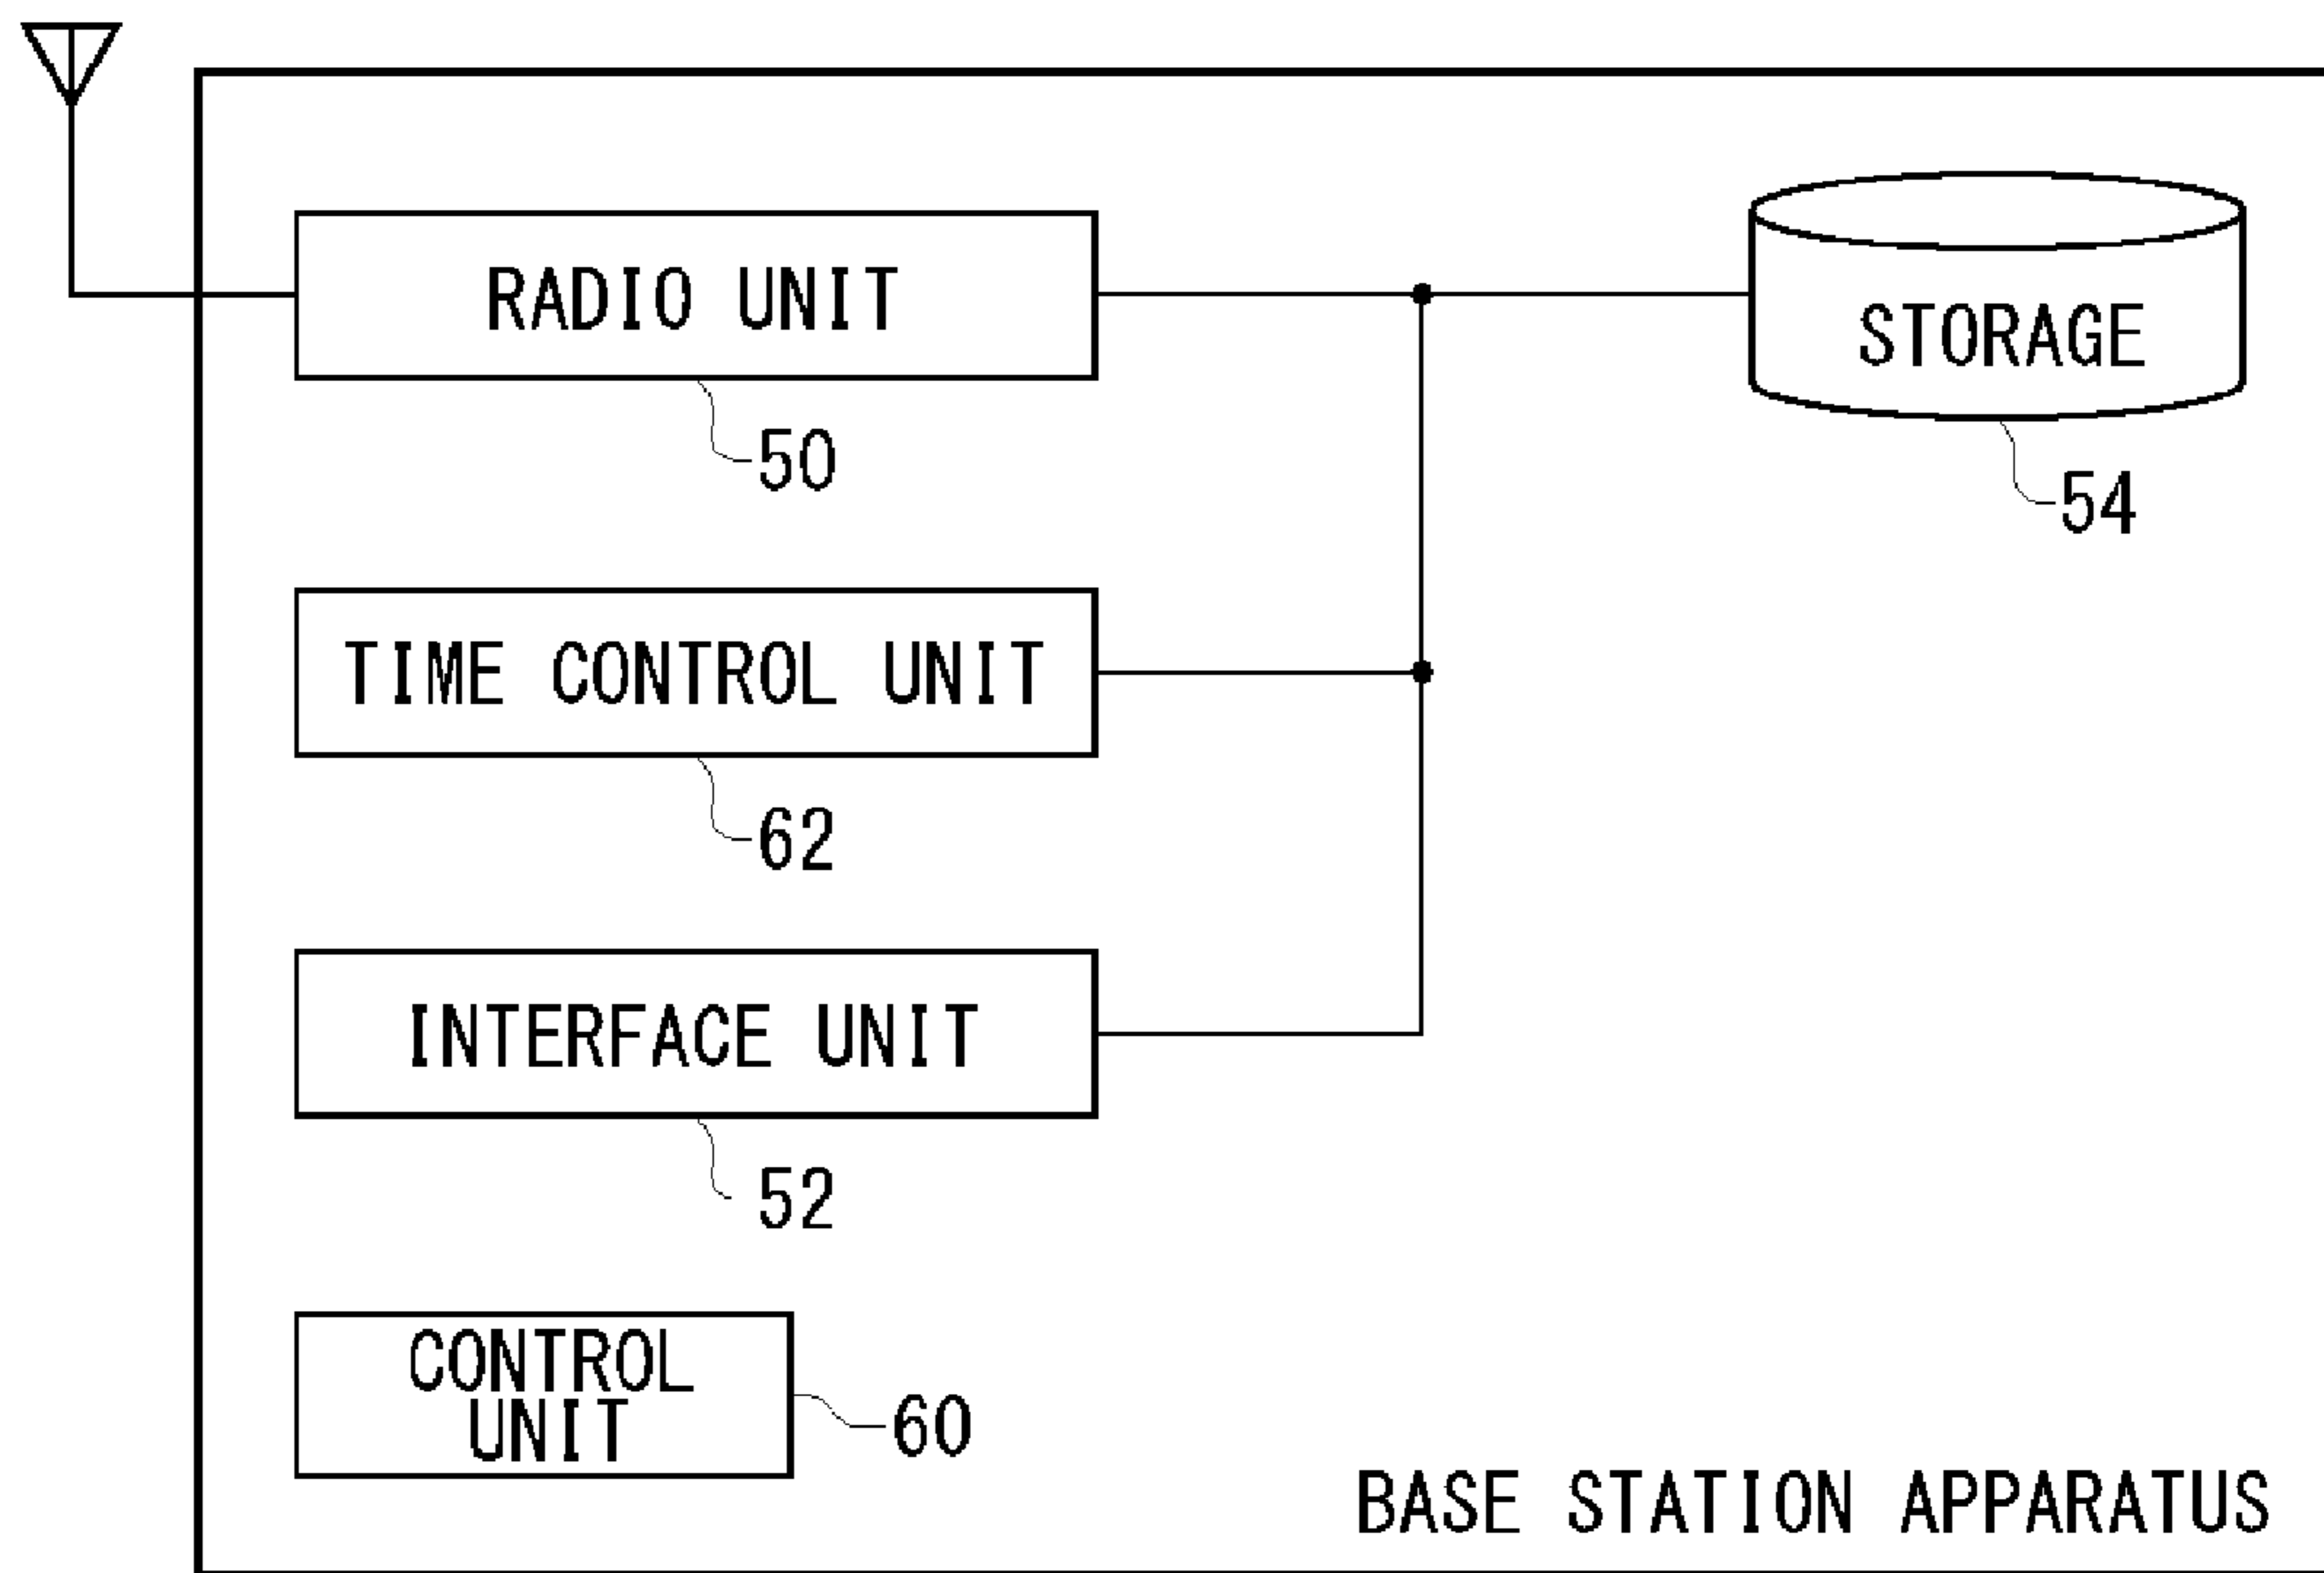 RADIO UNIT
50
STORAGE
54
TIME CONTROL UNIT
62
INTERFACE UNIT
52
CONTROL
UNIT
60
BASE STATION APPARATUS